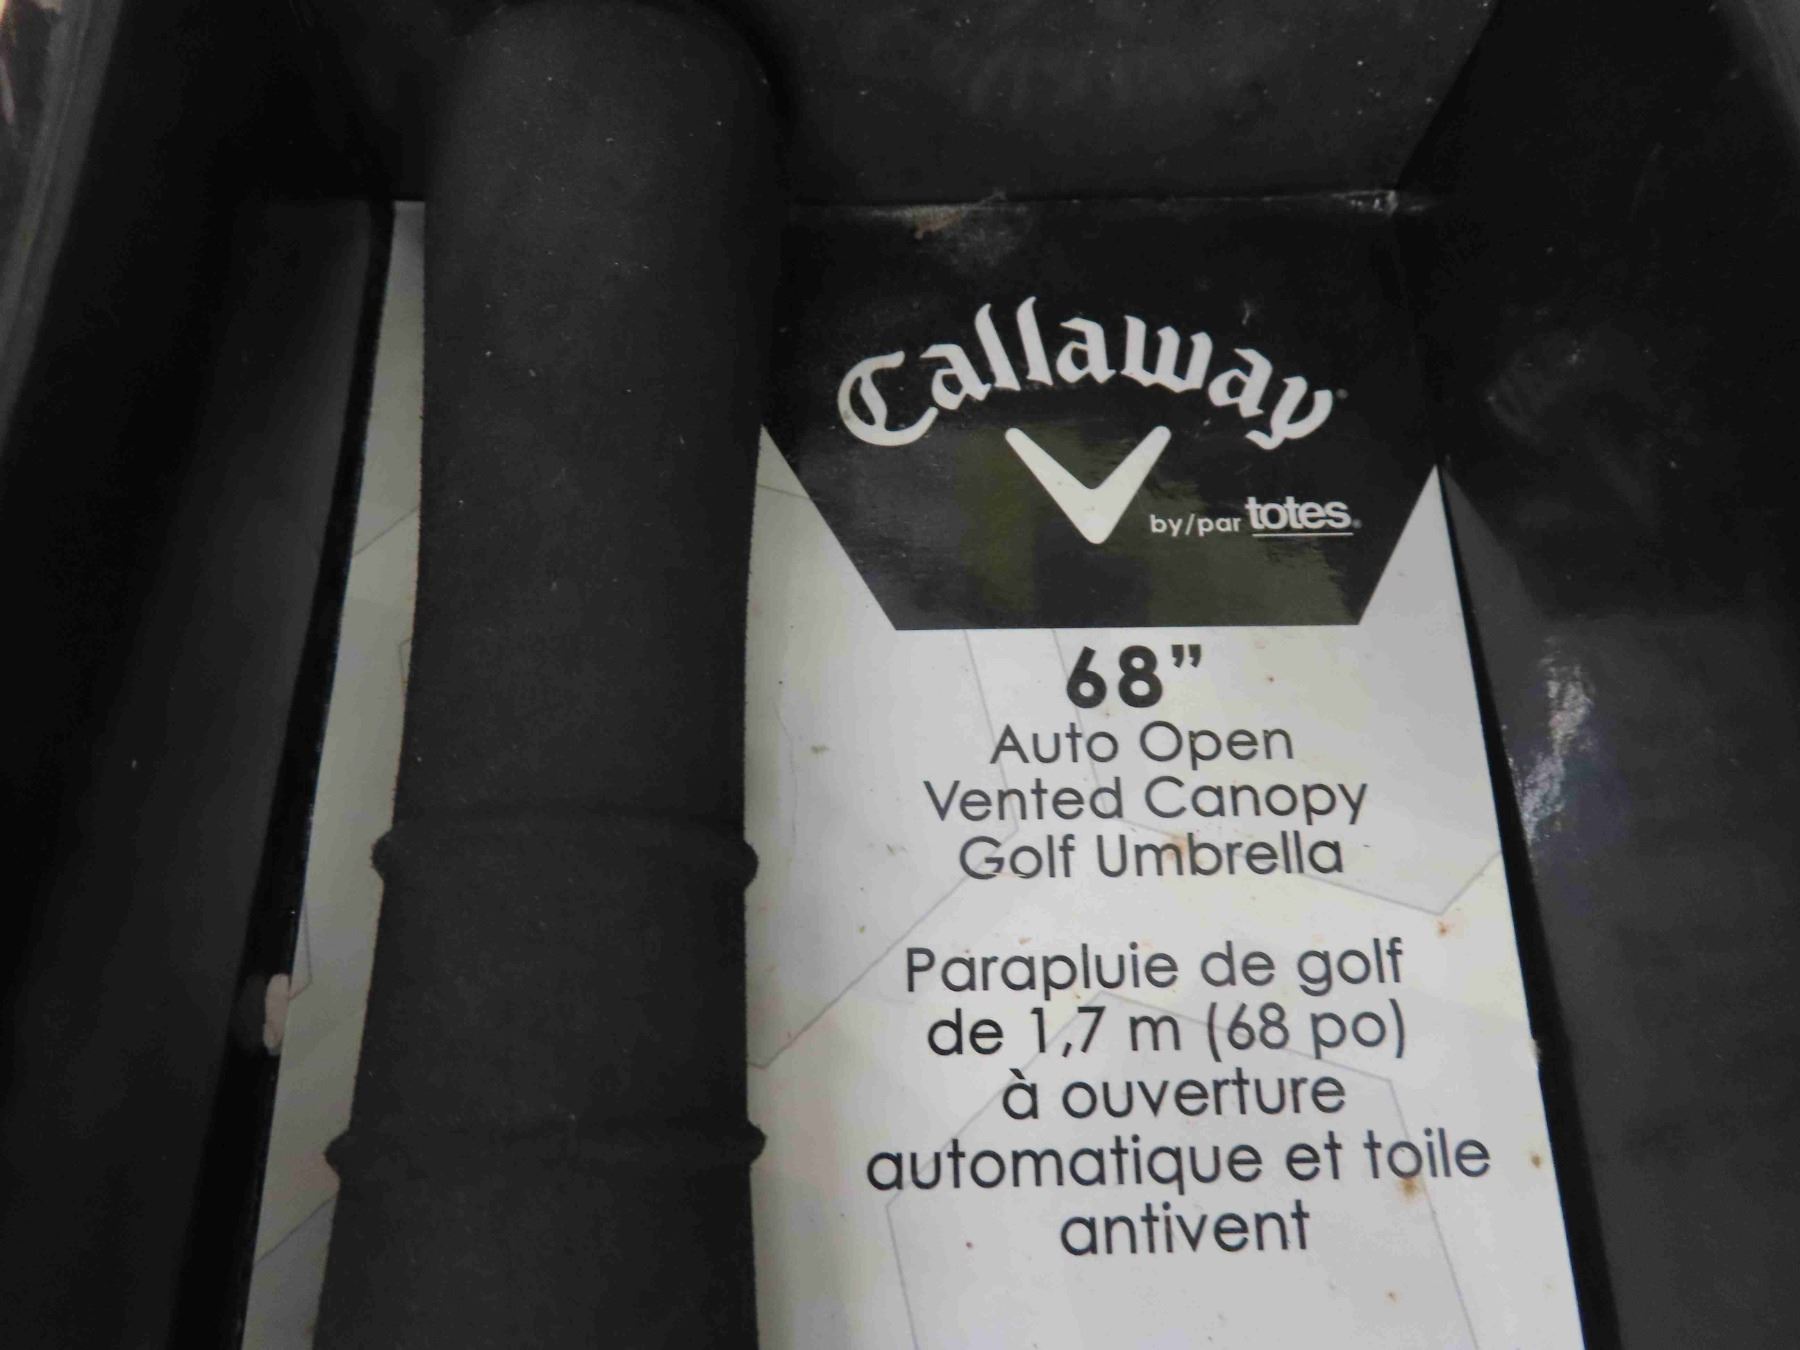 Callaway
by/par totes®
68”
Auto Open
Vented Canopy
Golf Umbrella
Parapluie de golf
de 1,7 m (68 po)
à ouverture
automatique et toile
antivent